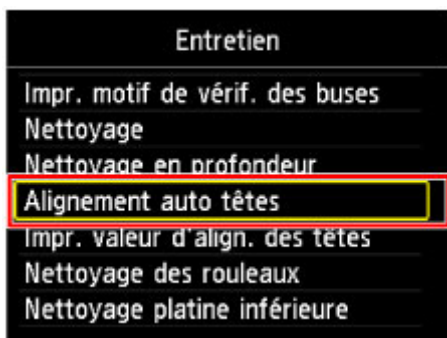 Entretien
Impr. motif de vérif. des buses
Nettoyage
Nettoyage en profondeur
Alignement auto têtes
Impr. valeur d'align. des têtes
Nettoyage des rouleaux
Nettoyage platine inférieure